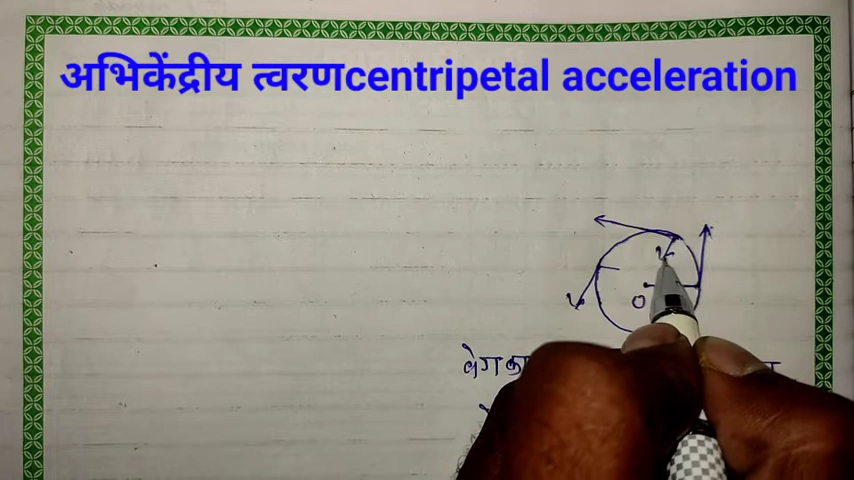 अभिकेंद्रीय त्वरणcentripetal acceleration
O
वेग का